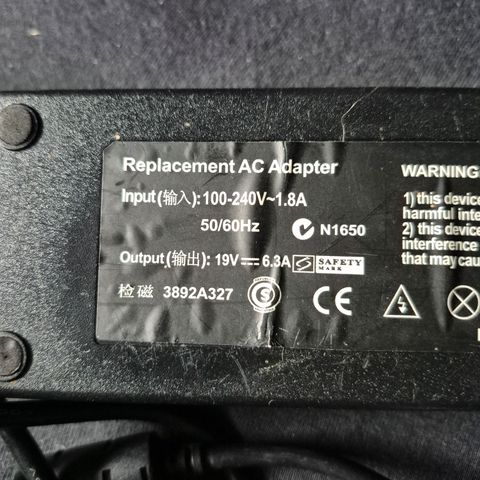 Replacement AC Adapter
Input(输入):100-240V~1.8A
50/60Hz
N1650
Output(输出): 19V⎓6.3A
SAFETY
MARK
检磁 3892A327
CE
WARNING
1) this device
harmful inte
2) this device
interference
that may cau